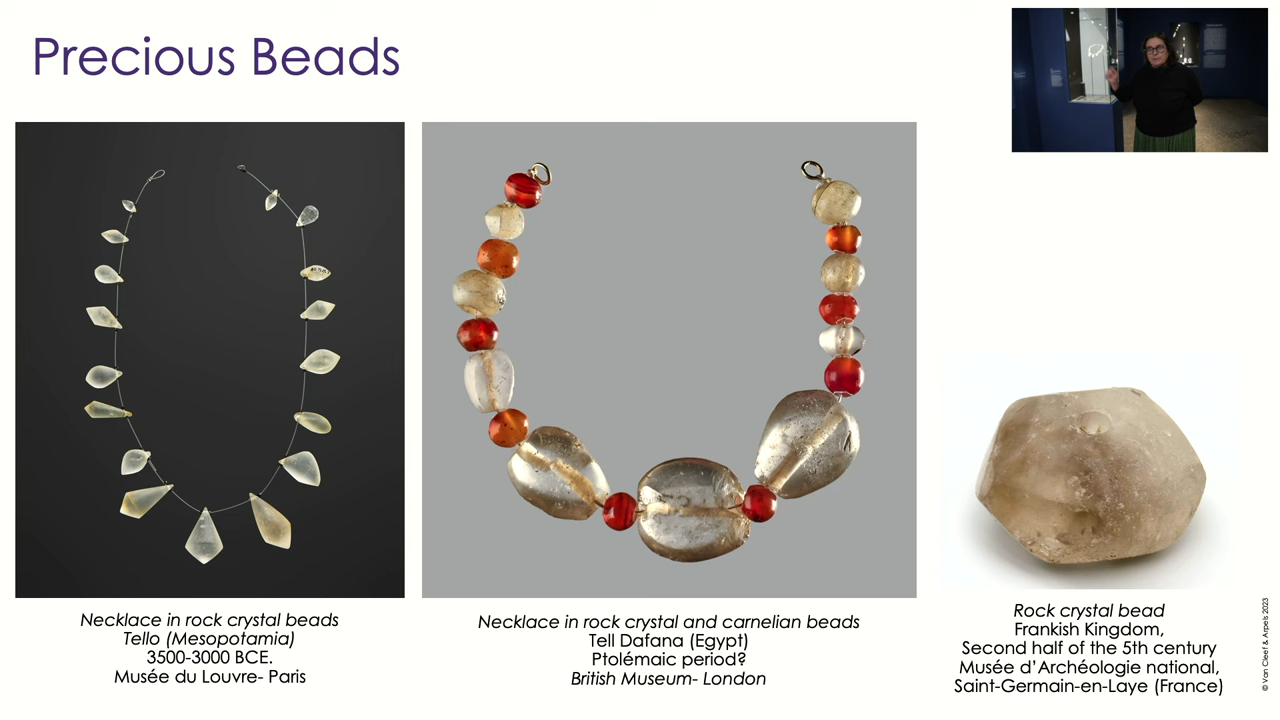 Precious Beads
Necklace in rock crystal beads
Tello (Mesopotamia)
3500-3000 BCE.
Musée du Louvre- Paris
Necklace in rock crystal and carnelian beads
Tell Dafana (Egypt)
Ptolémaic period?
British Museum- London
Rock crystal bead
Frankish Kingdom,
Second half of the 5th century
Musée d'Archéologie national,
Saint-Germain-en-Laye (France)
© Van Cleef & Arpels 2023